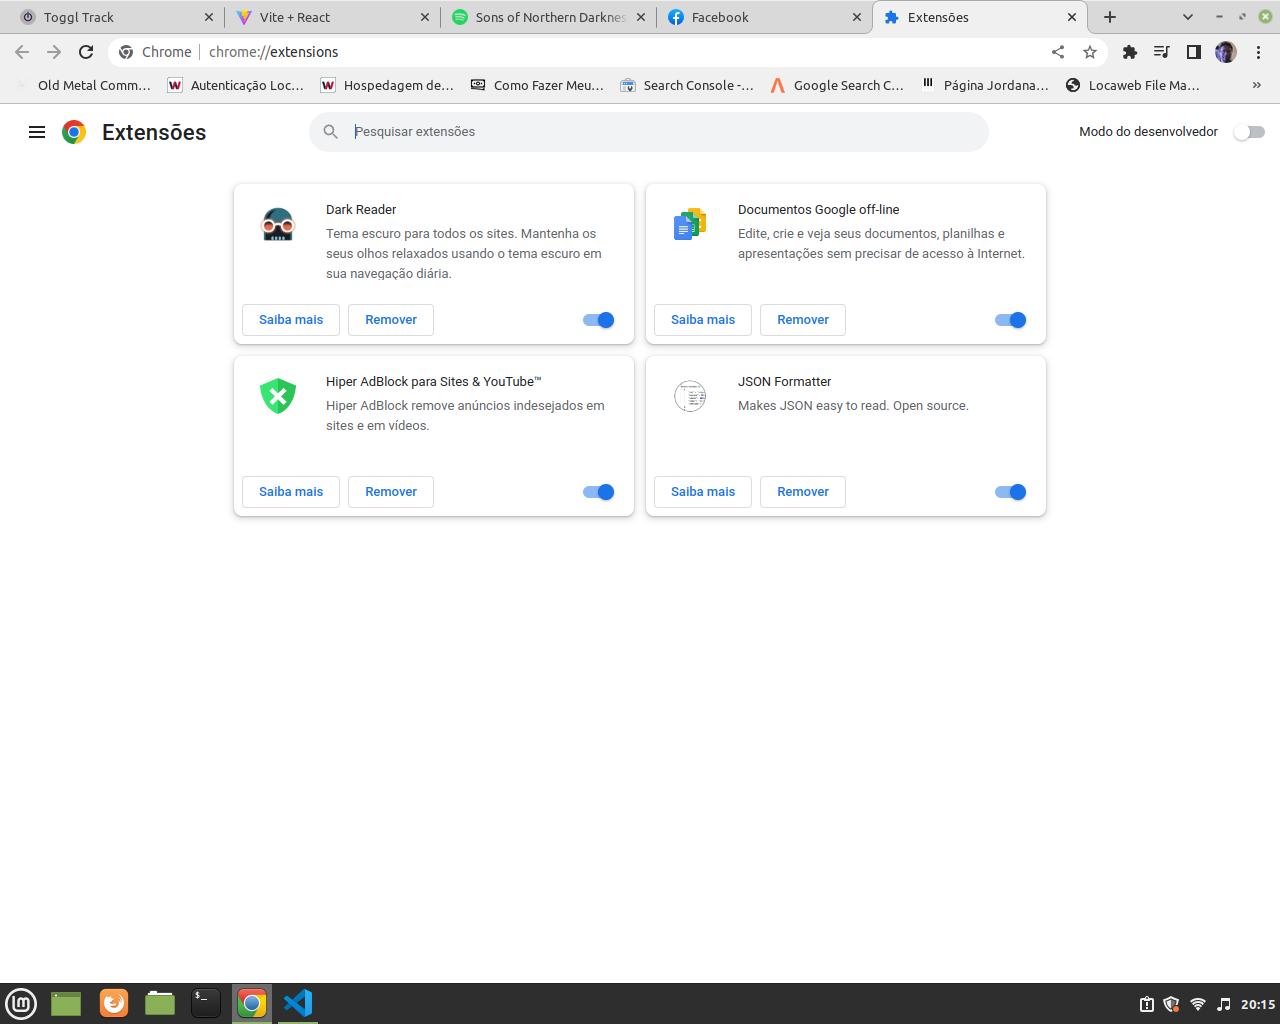 Toggl Track
Vite + React
Sons of Northern Darknes
Facebook
Extensões
Chrome
chrome://extensions
Old Metal Comm...
Autenticação Loc...
Hospedagem de...
Como Fazer Meu...
Search Console -...
Google Search C...
Página Jordana...
Locaweb File Ma...
Extensões
Pesquisar extensões
Modo do desenvolvedor
Dark Reader
Tema escuro para todos os sites. Mantenha os
seus olhos relaxados usando o tema escuro em
sua navegação diária.
Saiba mais
Remover
Documentos Google off-line
Edite, crie e veja seus documentos, planilhas e
apresentações sem precisar de acesso à Internet.
Saiba mais
Remover
Hiper AdBlock para Sites & YouTube™
Hiper AdBlock remove anúncios indesejados em
sites e em vídeos.
Saiba mais
Remover
JSON Formatter
Makes JSON easy to read. Open source.
Saiba mais
Remover
20:15